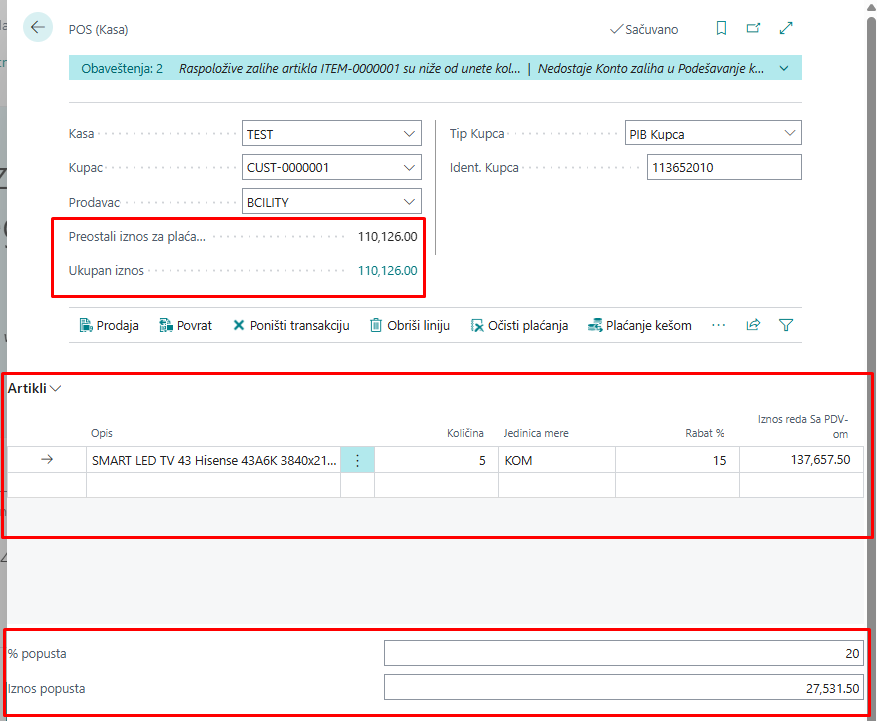 POS (Kasa)
Sačuvano
Obaveštenja: 2 Raspoložive zalihe artikla ITEM-0000001 su niže od unete kol... | Nedostaje Konto zaliha u Podešavanje k...
Kasa TEST
Tip Kupca PIB Kupca
Kupac CUST-0000001
Ident. Kupca 113652010
Prodavac BCILITY
Preostali iznos za plaća... 110,126.00
Ukupan iznos 110,126.00
Prodaja Povrat Poništi transakciju Obriši liniju Očisti plaćanja Plaćanje kešom ...
Artikli
Opis Količina Jedinica mere Rabat % Iznos reda Sa PDV-
om
SMART LED TV 43 Hisense 43A6K 3840x21... 5 KOM 15 137,657.50
% popusta 20
Iznos popusta 27,531.50